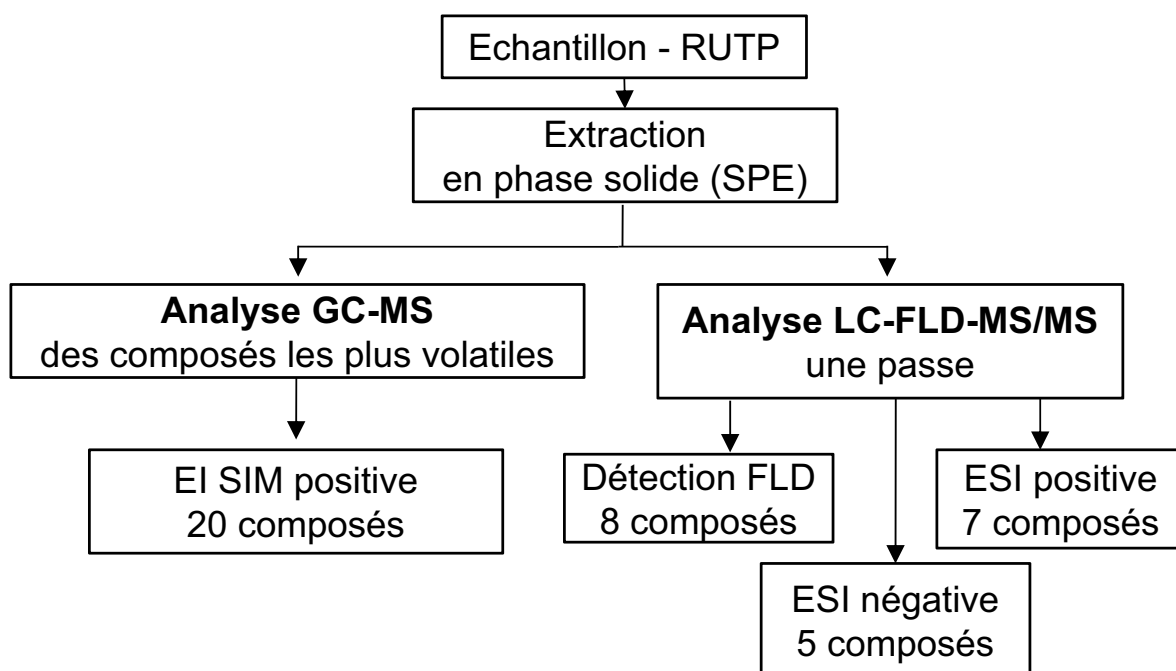 Echantillon - RUTP
Extraction
en phase solide (SPE)
Analyse GC-MS
des composés les plus volatiles
Analyse LC-FLD-MS/MS
une passe
EI SIM positive
20 composés
Détection FLD
8 composés
ESI positive
7 composés
ESI négative
5 composés